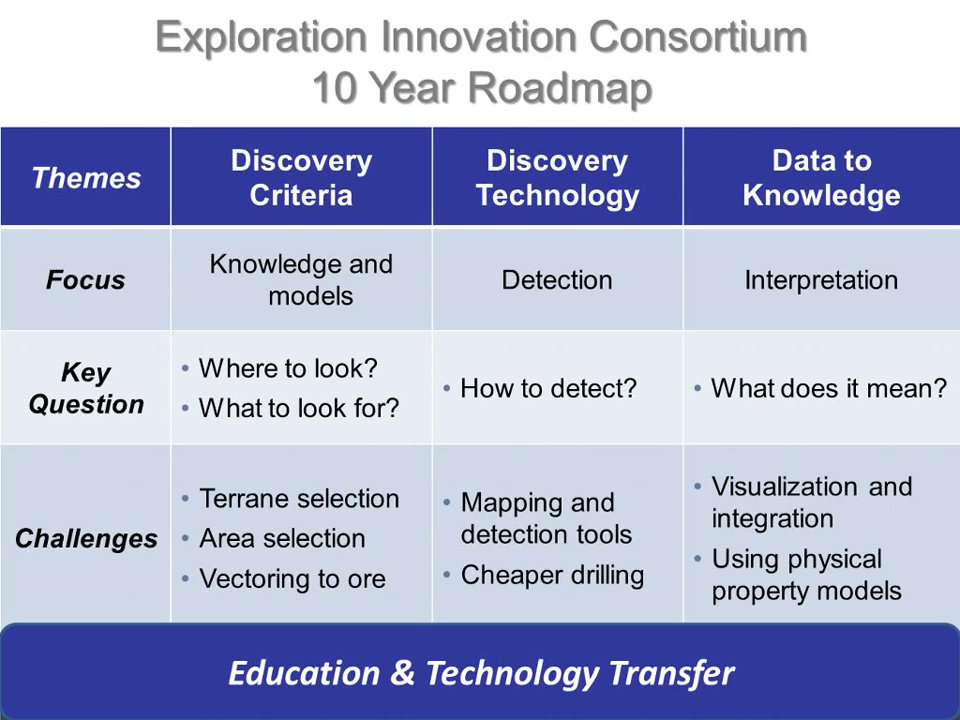 Exploration Innovation Consortium
10 Year Roadmap
Themes
Discovery
Criteria
Discovery
Technology
Data to
Knowledge
Focus
Knowledge and
models
Detection
Interpretation
Key
Question
• Where to look?
• What to look for?
• How to detect?
• What does it mean?
Challenges
• Terrane selection
• Area selection
• Vectoring to ore
• Mapping and
detection tools
• Cheaper drilling
• Visualization and
integration
• Using physical
property models
Education & Technology Transfer